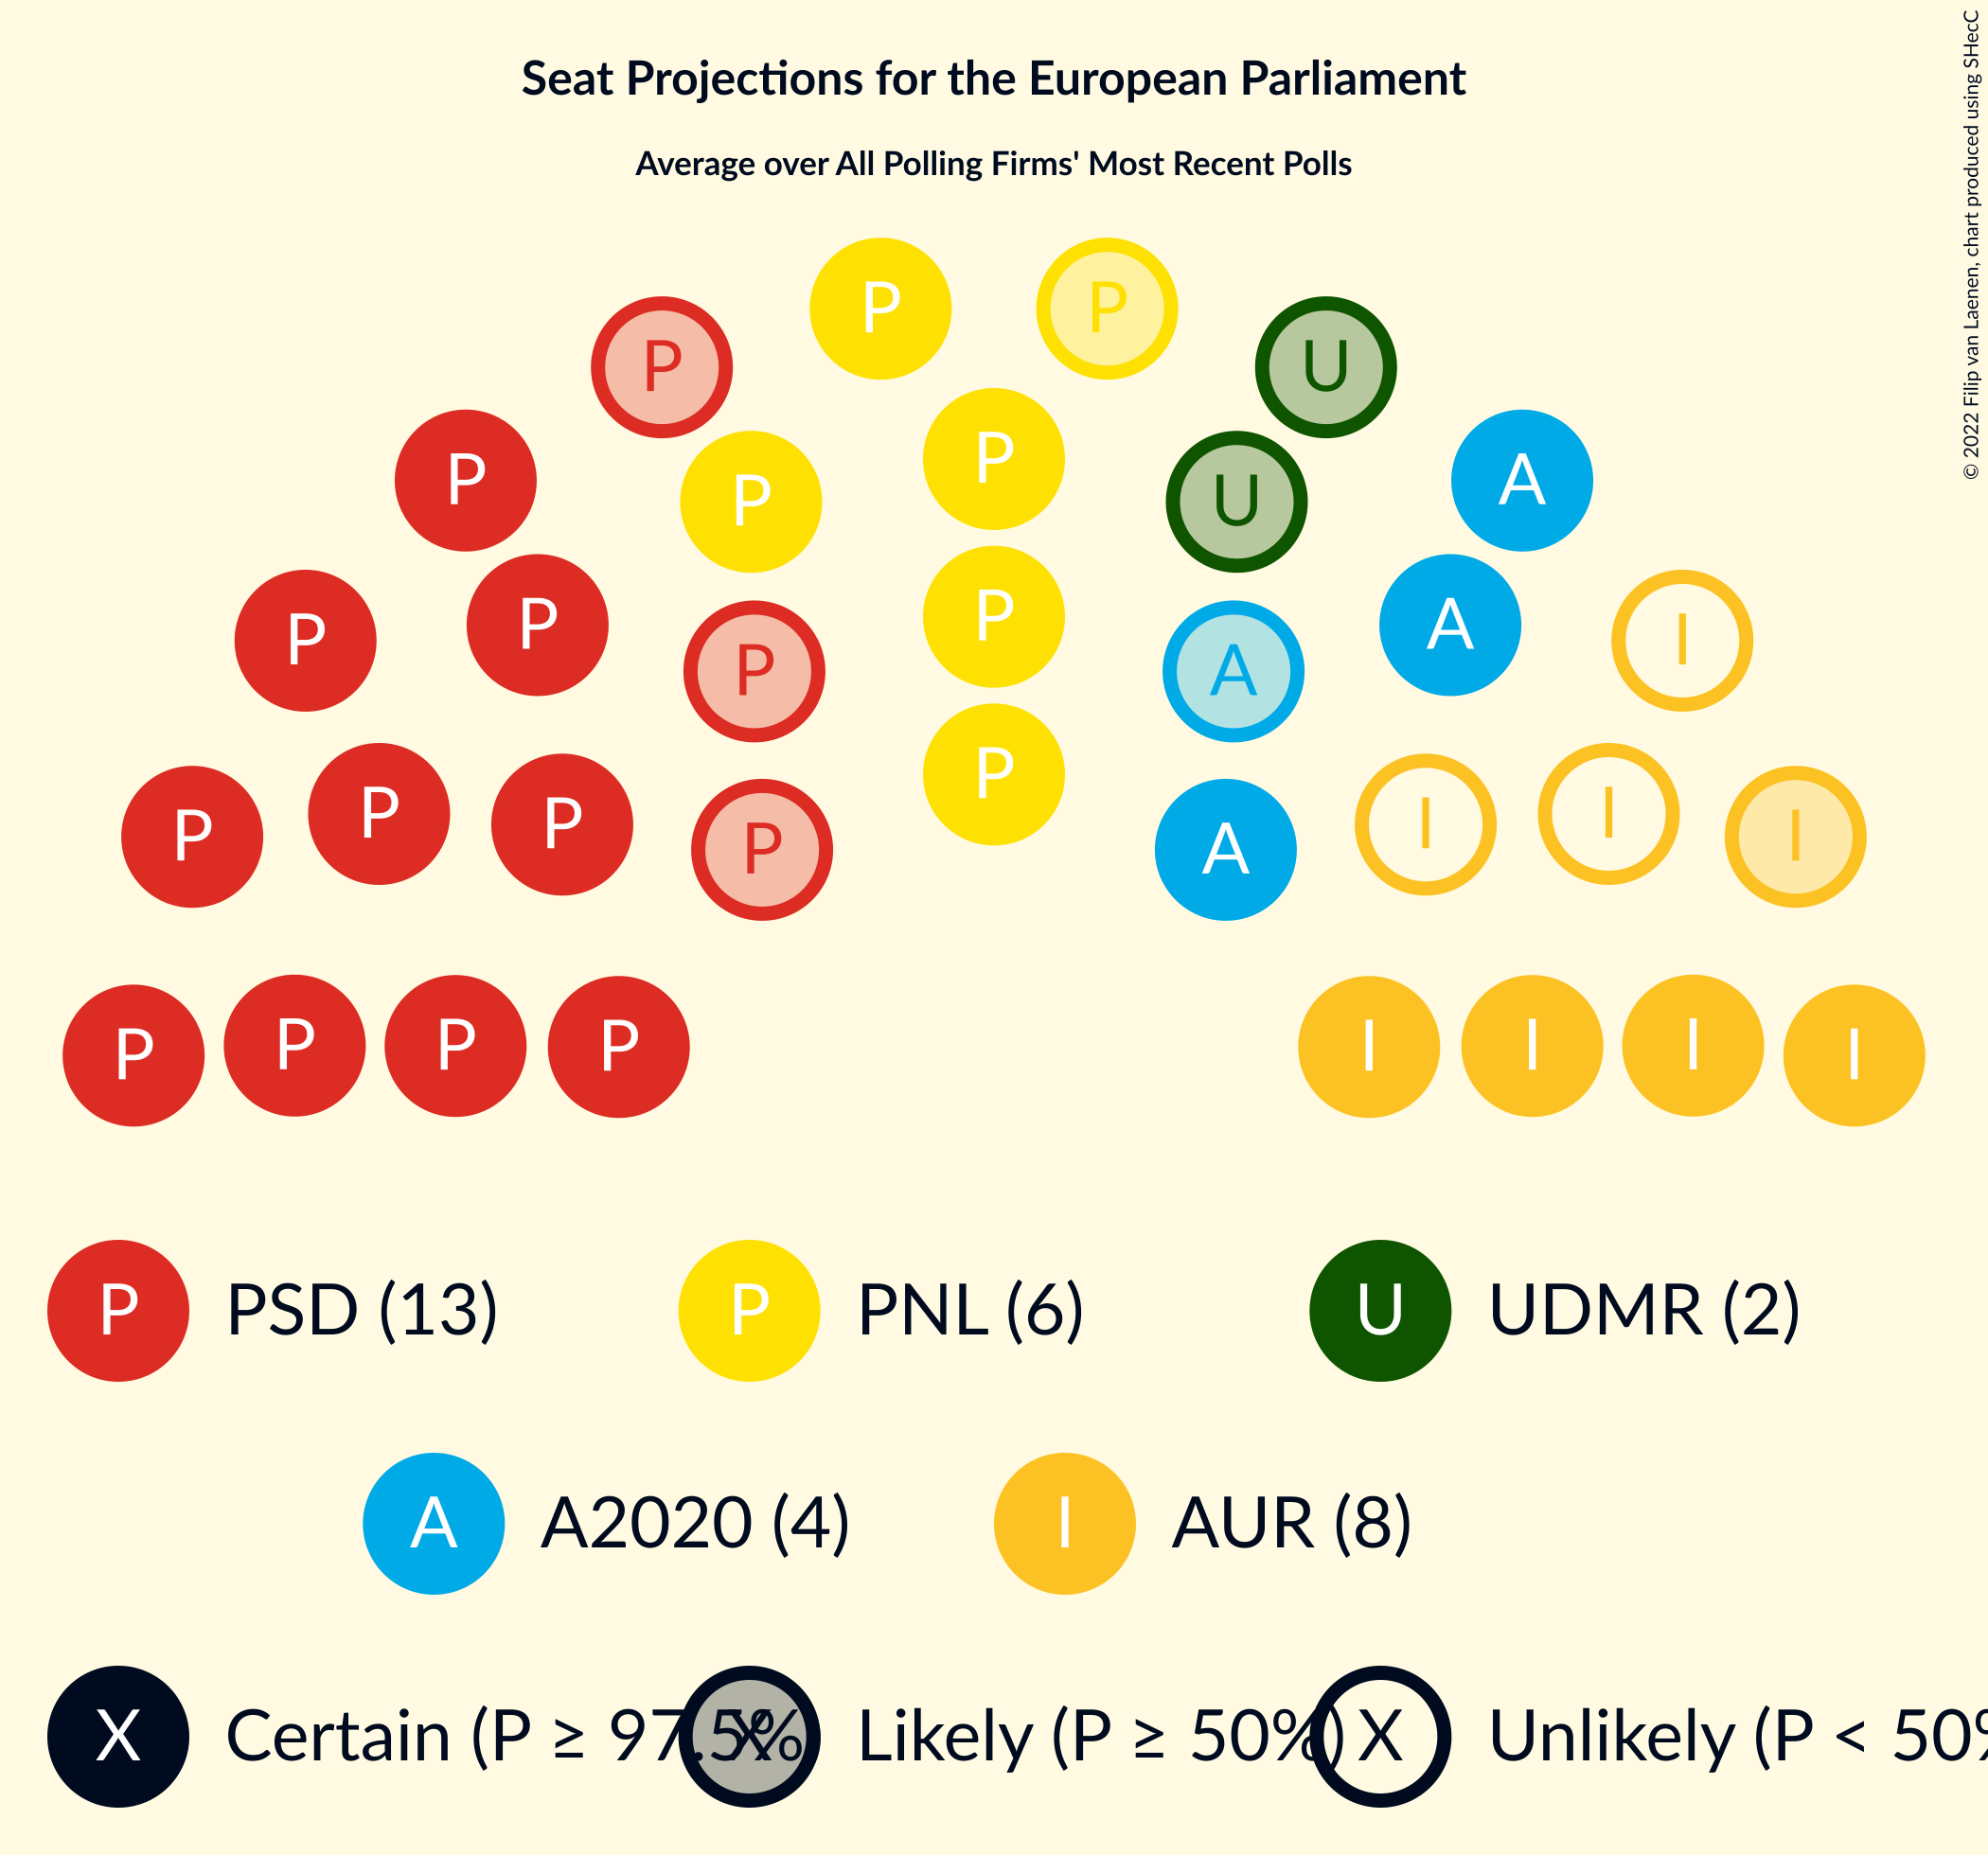 Seat Projections for the European Parliament
Average over All Polling Firms' Most Recent Polls
© 2022 Filip van Laenen, chart produced using SHecC
P P
P U
P P A
P U
P P P A
P P A I
P P A
P P P I I I
P A
P P P P I I I I
P PSD (13) P PNL (6) U UDMR (2)
A A2020 (4) I AUR (8)
X Certain (P ≥ 97.5% X Likely (P ≥ 50%) X Unlikely (P < 50%